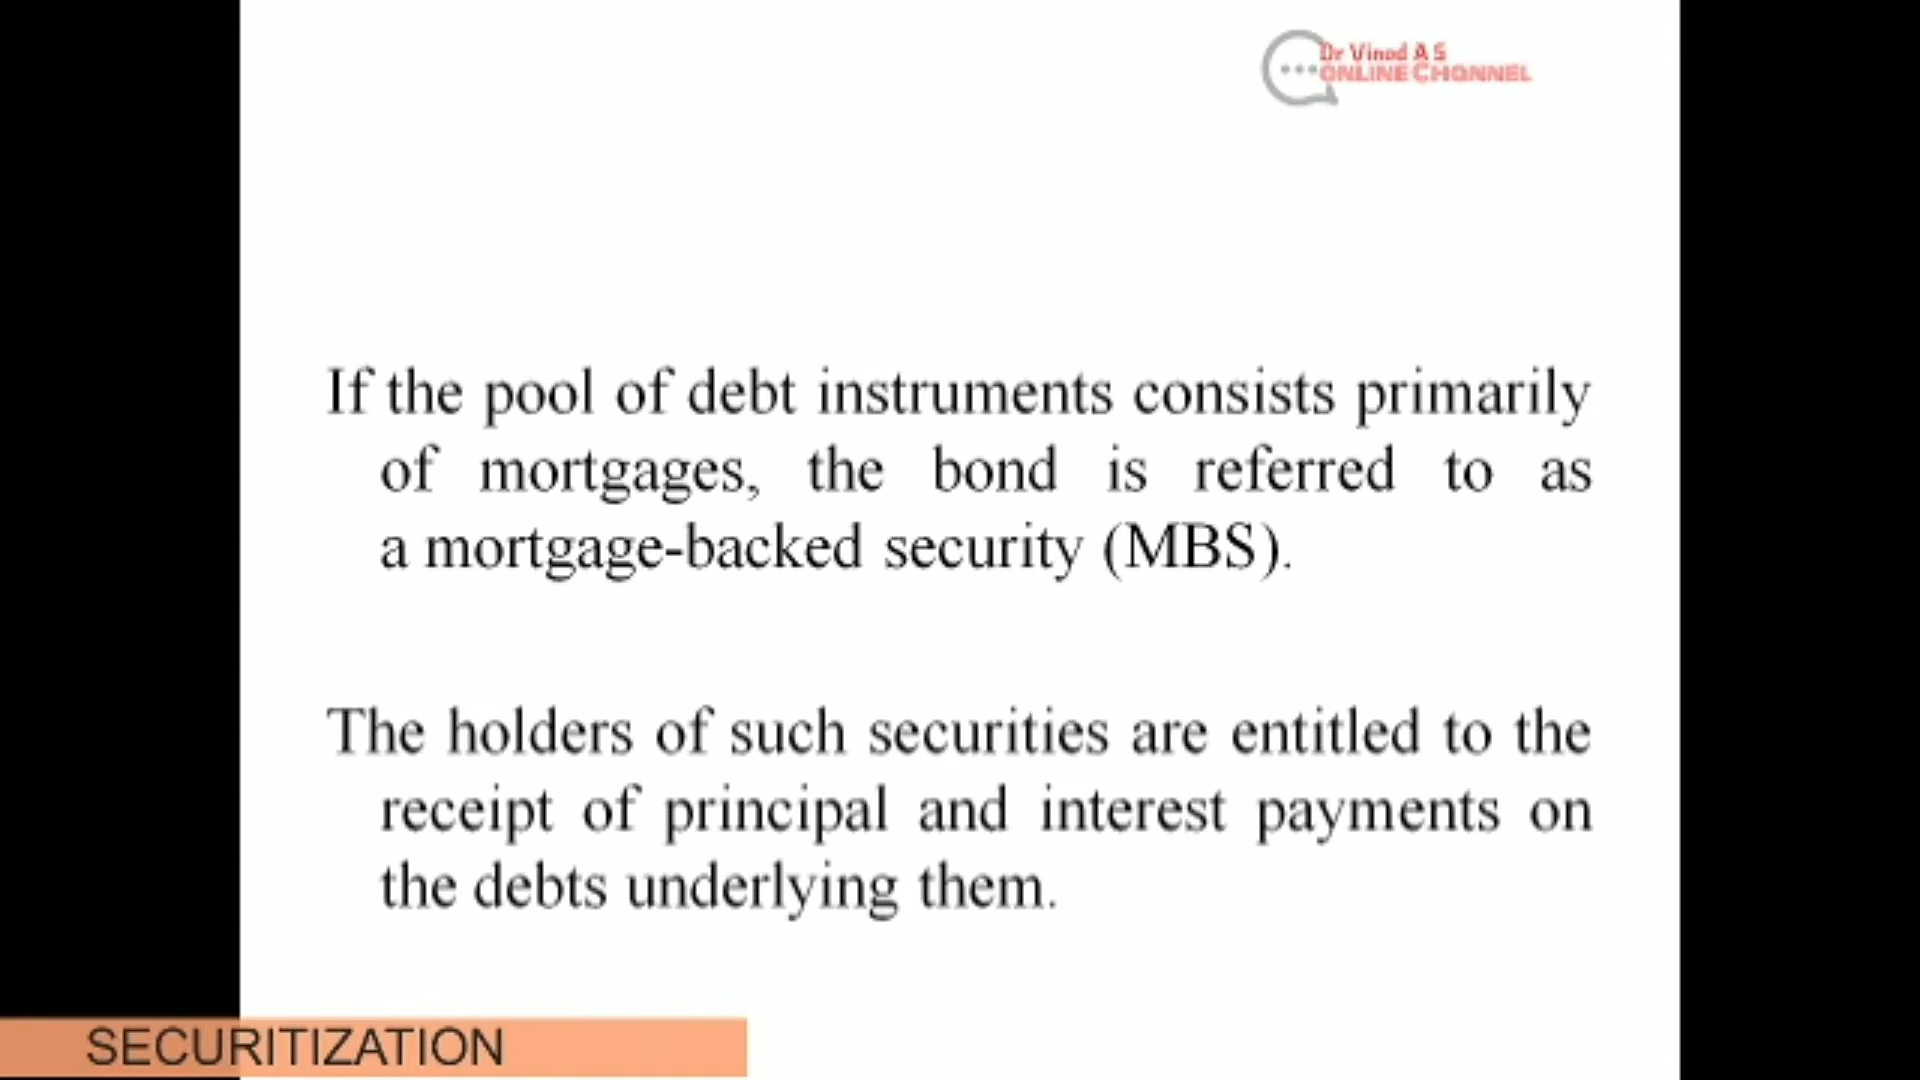 Dr Vinod A S
ONLINE CHANNEL
If the pool of debt instruments consists primarily
of mortgages, the bond is referred to as
a mortgage-backed security (MBS).
The holders of such securities are entitled to the
receipt of principal and interest payments on
the debts underlying them.
SECURITIZATION